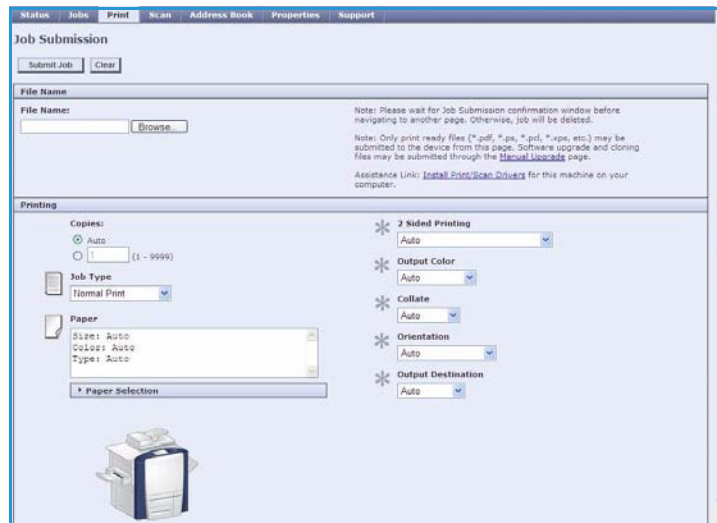 Status Jobs Print Scan Address Book Properties Support
Job Submission
Submit Job Clear
File Name
File Name:
Browse...
Note: Please wait for Job Submission confirmation window before
navigating to another page. Otherwise, job will be deleted.
Note: Only print ready files (*.pdf, *.ps, *.pcl, *.xps, etc.) may be
submitted to the device from this page. Software upgrade and cloning
files may be submitted through the Manual Upgrade page.
Assistance Link: Install Print/Scan Drivers for this machine on your
computer.
Printing
Copies:
Auto
1 (1 - 9999)
Job Type
Normal Print
Paper
Size: Auto
Color: Auto
Type: Auto
Paper Selection
2 Sided Printing
Auto
Output Color
Auto
Collate
Auto
Orientation
Auto
Output Destination
Auto